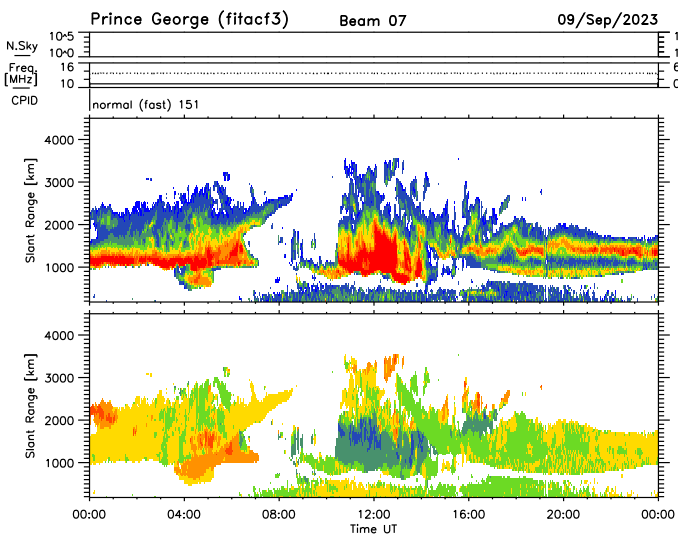 Prince George (fitacf3) Beam 07 09/Sep/2023
10^5
N.Sky
10^0
Freq. 16
[MHz] 10
CPID normal (fast) 151
4000
3000
2000
1000
Slant Range [km]
4000
3000
2000
1000
Slant Range [km]
00:00 04:00 08:00 12:00 16:00 20:00 00:00
Time UT